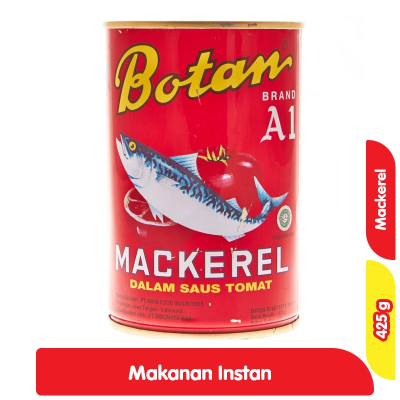 Botan
BRAND
A1
MACKEREL
DALAM SAUS TOMAT
Mackerel
425 g
Makanan Instan